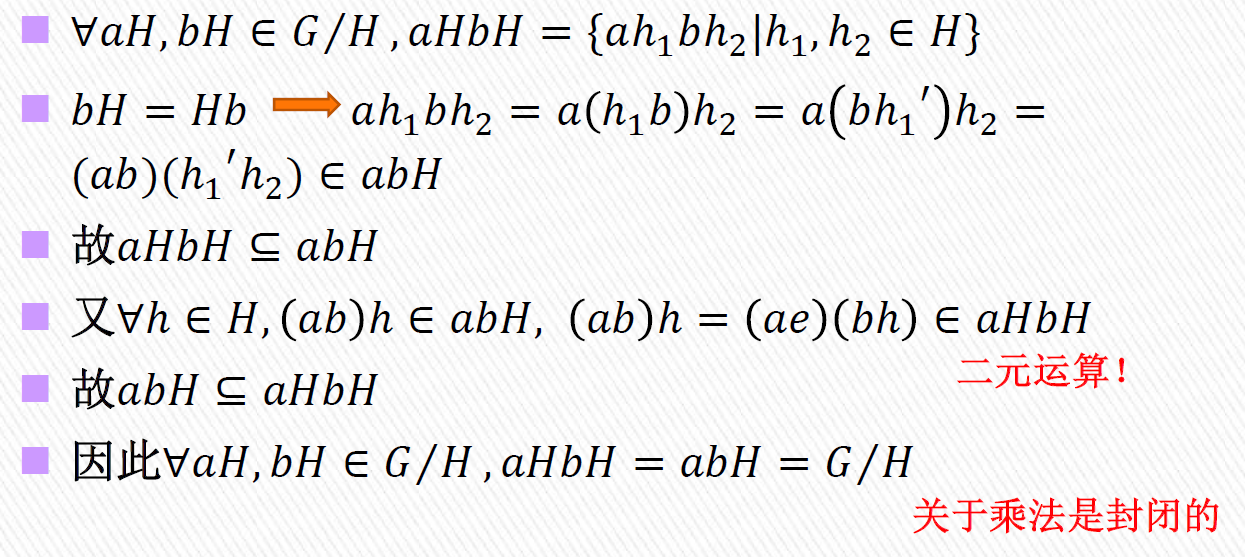 ∀aH, bH ∈ G/H , aHbH = {ah₁bh₂|h₁, h₂ ∈ H}
bH = Hb ah₁bh₂ = a(h₁b)h₂ = a(bh₁′)h₂ =
(ab)(h₁′h₂) ∈ abH
故aHbH ⊆ abH
又∀h ∈ H, (ab)h ∈ abH, (ab)h = (ae)(bh) ∈ aHbH
二元运算!
故abH ⊆ aHbH
因此∀aH, bH ∈ G/H , aHbH = abH = G/H
关于乘法是封闭的